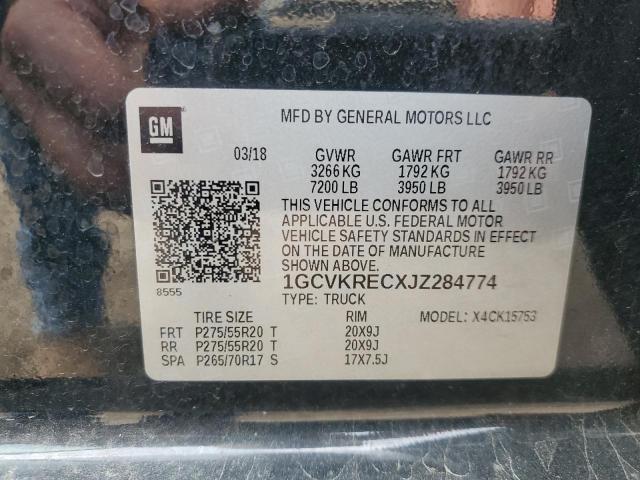 GM
MFD BY GENERAL MOTORS LLC
03/18 GVWR GAWR FRT GAWR RR
3266 KG 1792 KG 1792 KG
7200 LB 3950 LB 3950 LB
THIS VEHICLE CONFORMS TO ALL
APPLICABLE U.S. FEDERAL MOTOR
VEHICLE SAFETY STANDARDS IN EFFECT
ON THE DATE OF MANUFACTURE
SHOWN ABOVE.
8555
1GCVKRECXJZ284774
TYPE: TRUCK
TIRE SIZE RIM MODEL: X4CK15753
FRT P275/55R20 T 20X9J
RR P275/55R20 T 20X9J
SPA P265/70R17 S 17X7.5J